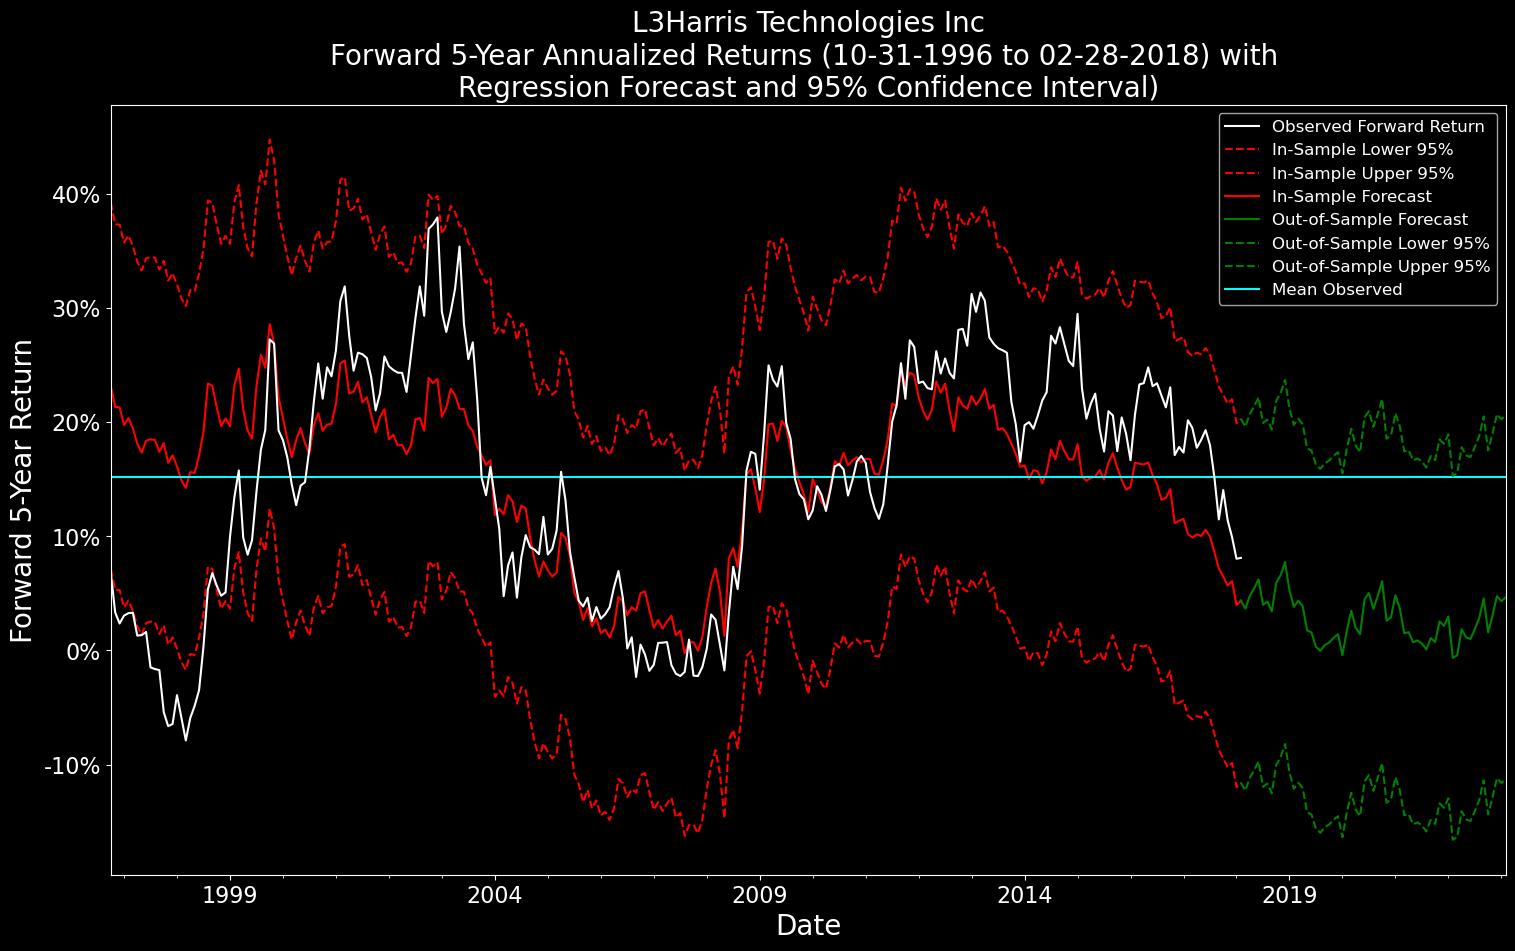 L3Harris Technologies Inc
Forward 5-Year Annualized Returns (10-31-1996 to 02-28-2018) with
Regression Forecast and 95% Confidence Interval)
Observed Forward Return
In-Sample Lower 95%
In-Sample Upper 95%
In-Sample Forecast
Out-of-Sample Forecast
Out-of-Sample Lower 95%
Out-of-Sample Upper 95%
Mean Observed
Forward 5-Year Return
40%
30%
20%
10%
0%
-10%
1999
2004
2009
2014
2019
Date